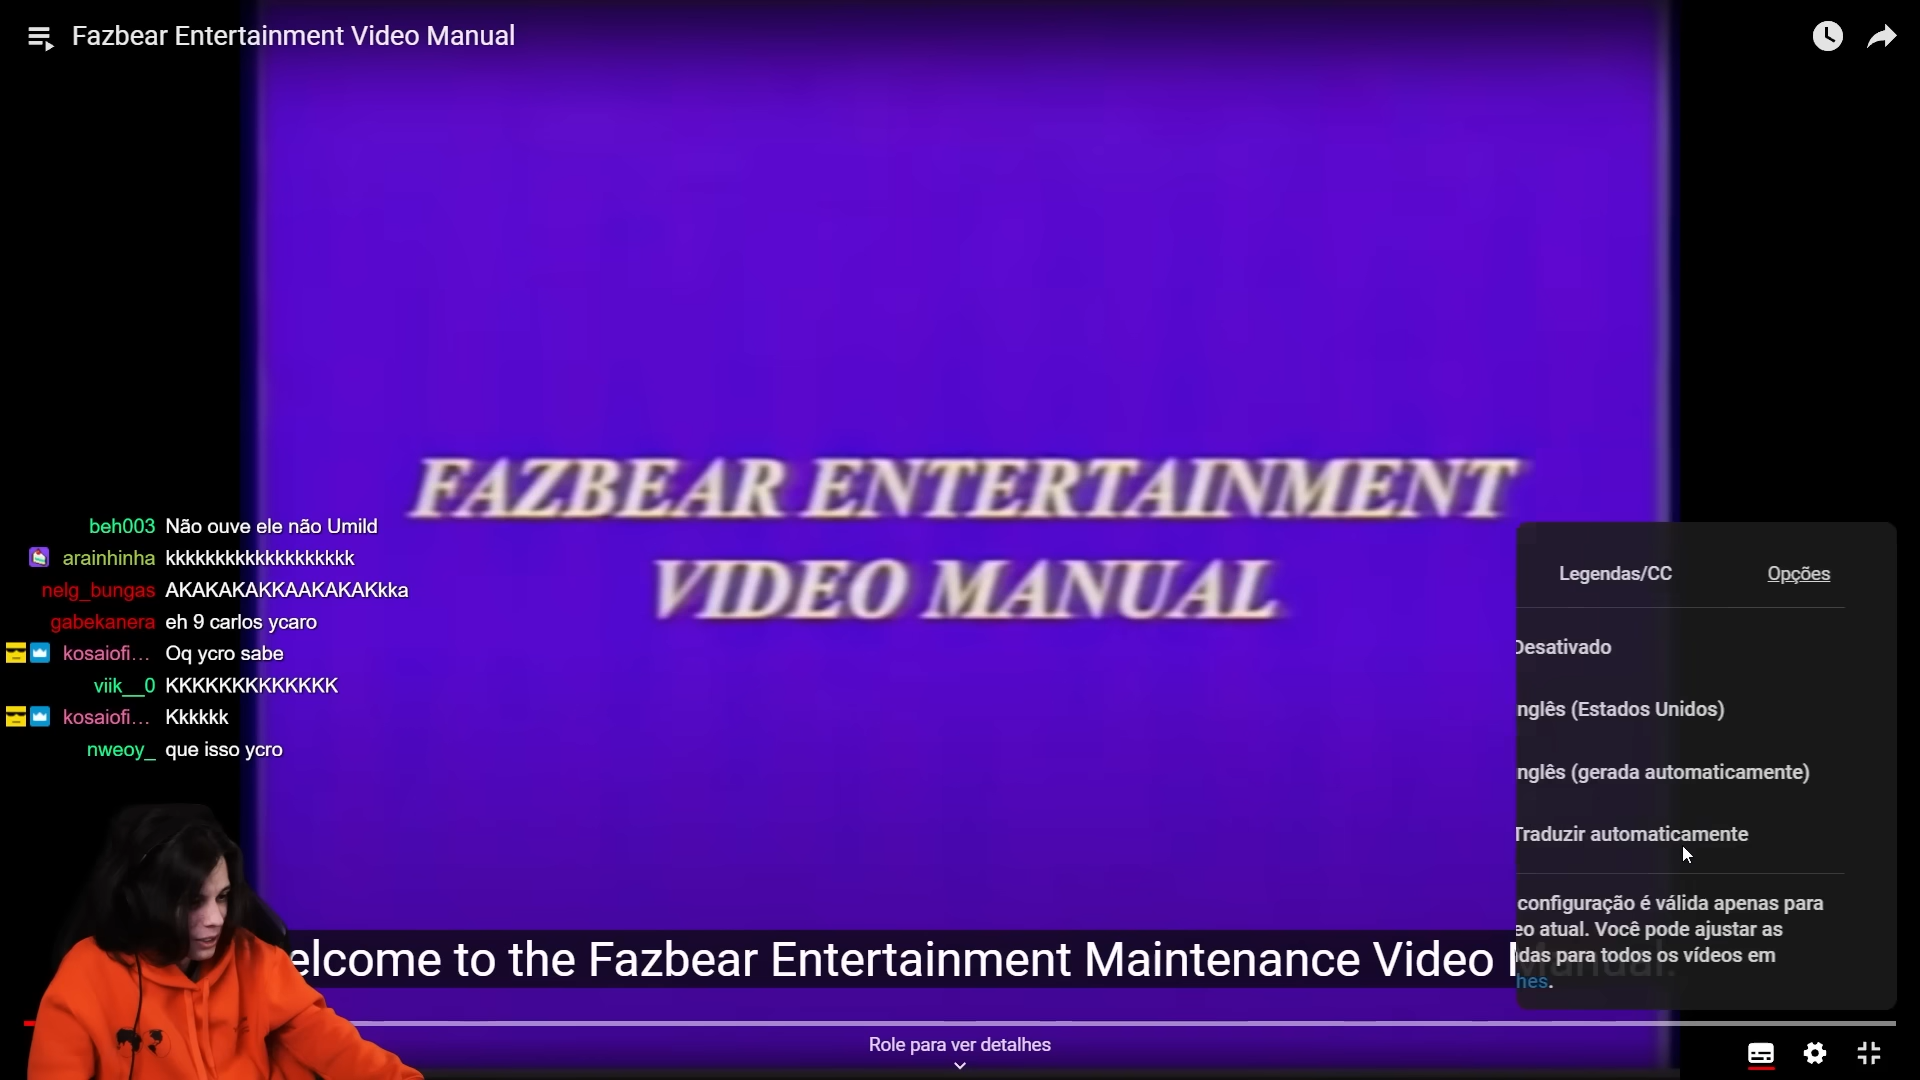 Fazbear Entertainment Video Manual
FAZBEAR ENTERTAINMENT
VIDEO MANUAL
beh003 Não ouve ele não Umild
arainhinha kkkkkkkkkkkkkkkkkkk
nelg_bungas AKAKAKAKKAAKAKAKkka
gabekanera eh 9 carlos ycaro
kosaiofi... Oq ycro sabe
viik__0 KKKKKKKKKKKKK
kosaiofi... Kkkkkk
nweoy_ que isso ycro
Legendas/CC Opções
Desativado
nglês (Estados Unidos)
nglês (gerada automaticamente)
Traduzir automaticamente
configuração é válida apenas para
eo atual. Você pode ajustar as
das para todos os vídeos em
hes.
elcome to the Fazbear Entertainment Maintenance Video Manual.
Role para ver detalhes